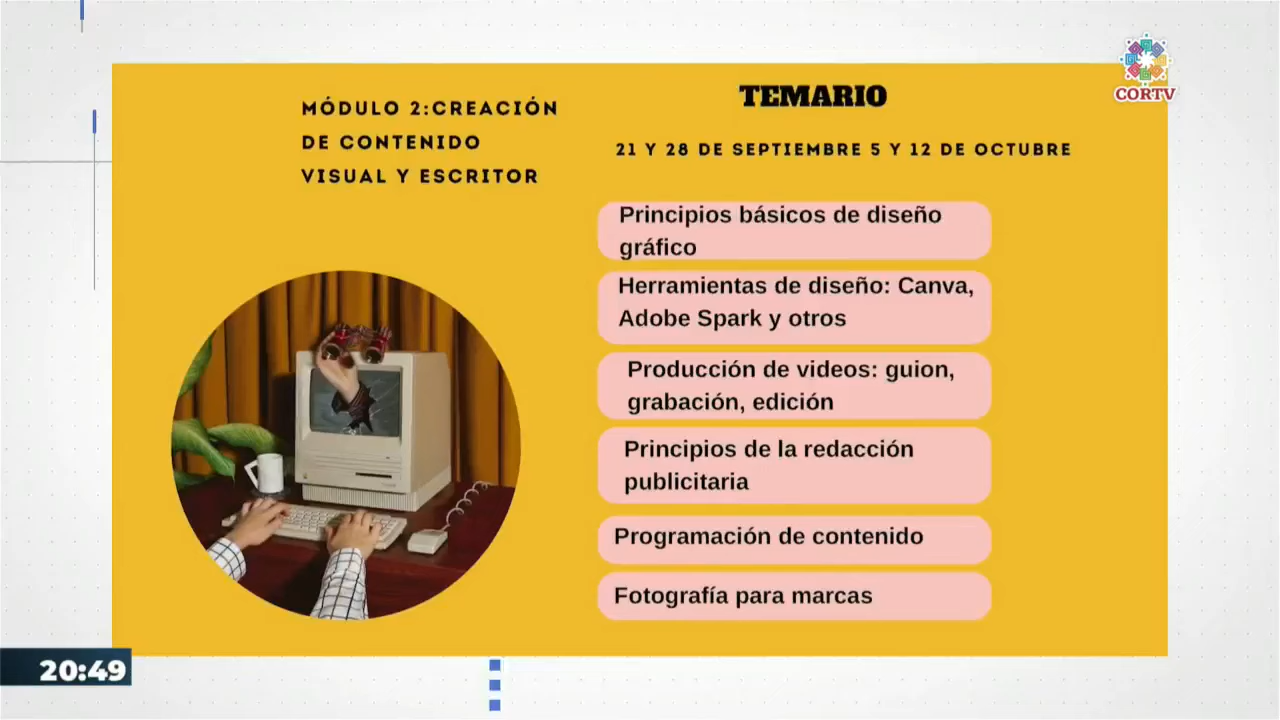 CORTV
MÓDULO 2:CREACIÓN
DE CONTENIDO
VISUAL Y ESCRITOR
TEMARIO
21 Y 28 DE SEPTIEMBRE 5 Y 12 DE OCTUBRE
Principios básicos de diseño
gráfico
Herramientas de diseño: Canva,
Adobe Spark y otros
Producción de videos: guion,
grabación, edición
Principios de la redacción
publicitaria
Programación de contenido
Fotografía para marcas
20:49